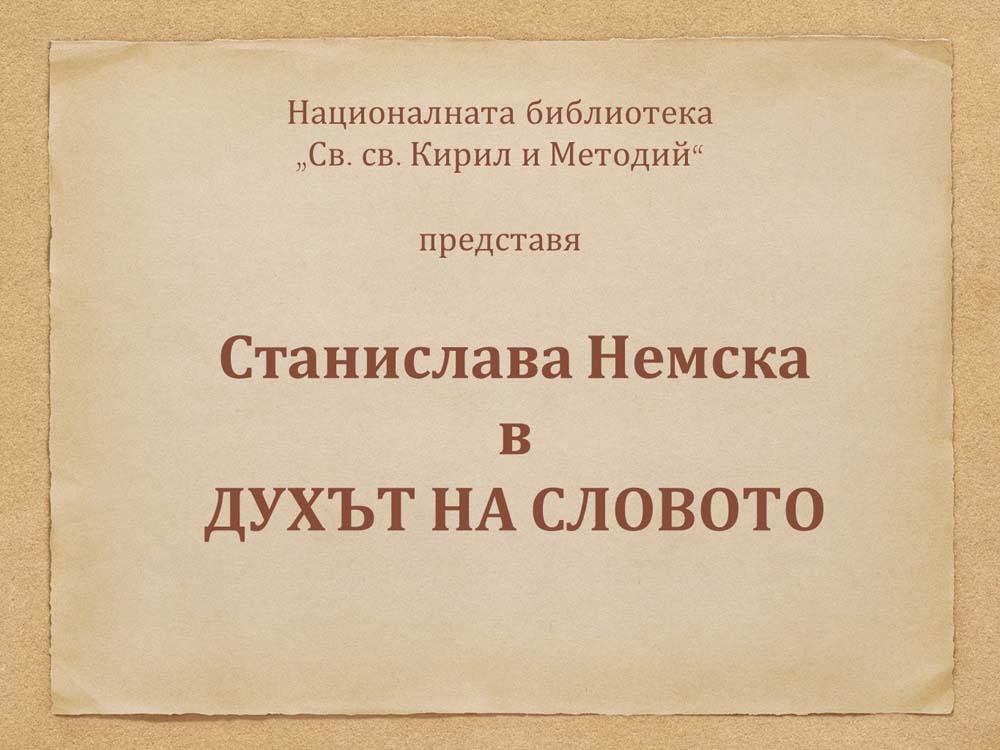 Националната библиотека
„Св. св. Кирил и Методий“
представя
Станислава Немска
в
ДУХЪТ НА СЛОВОТО